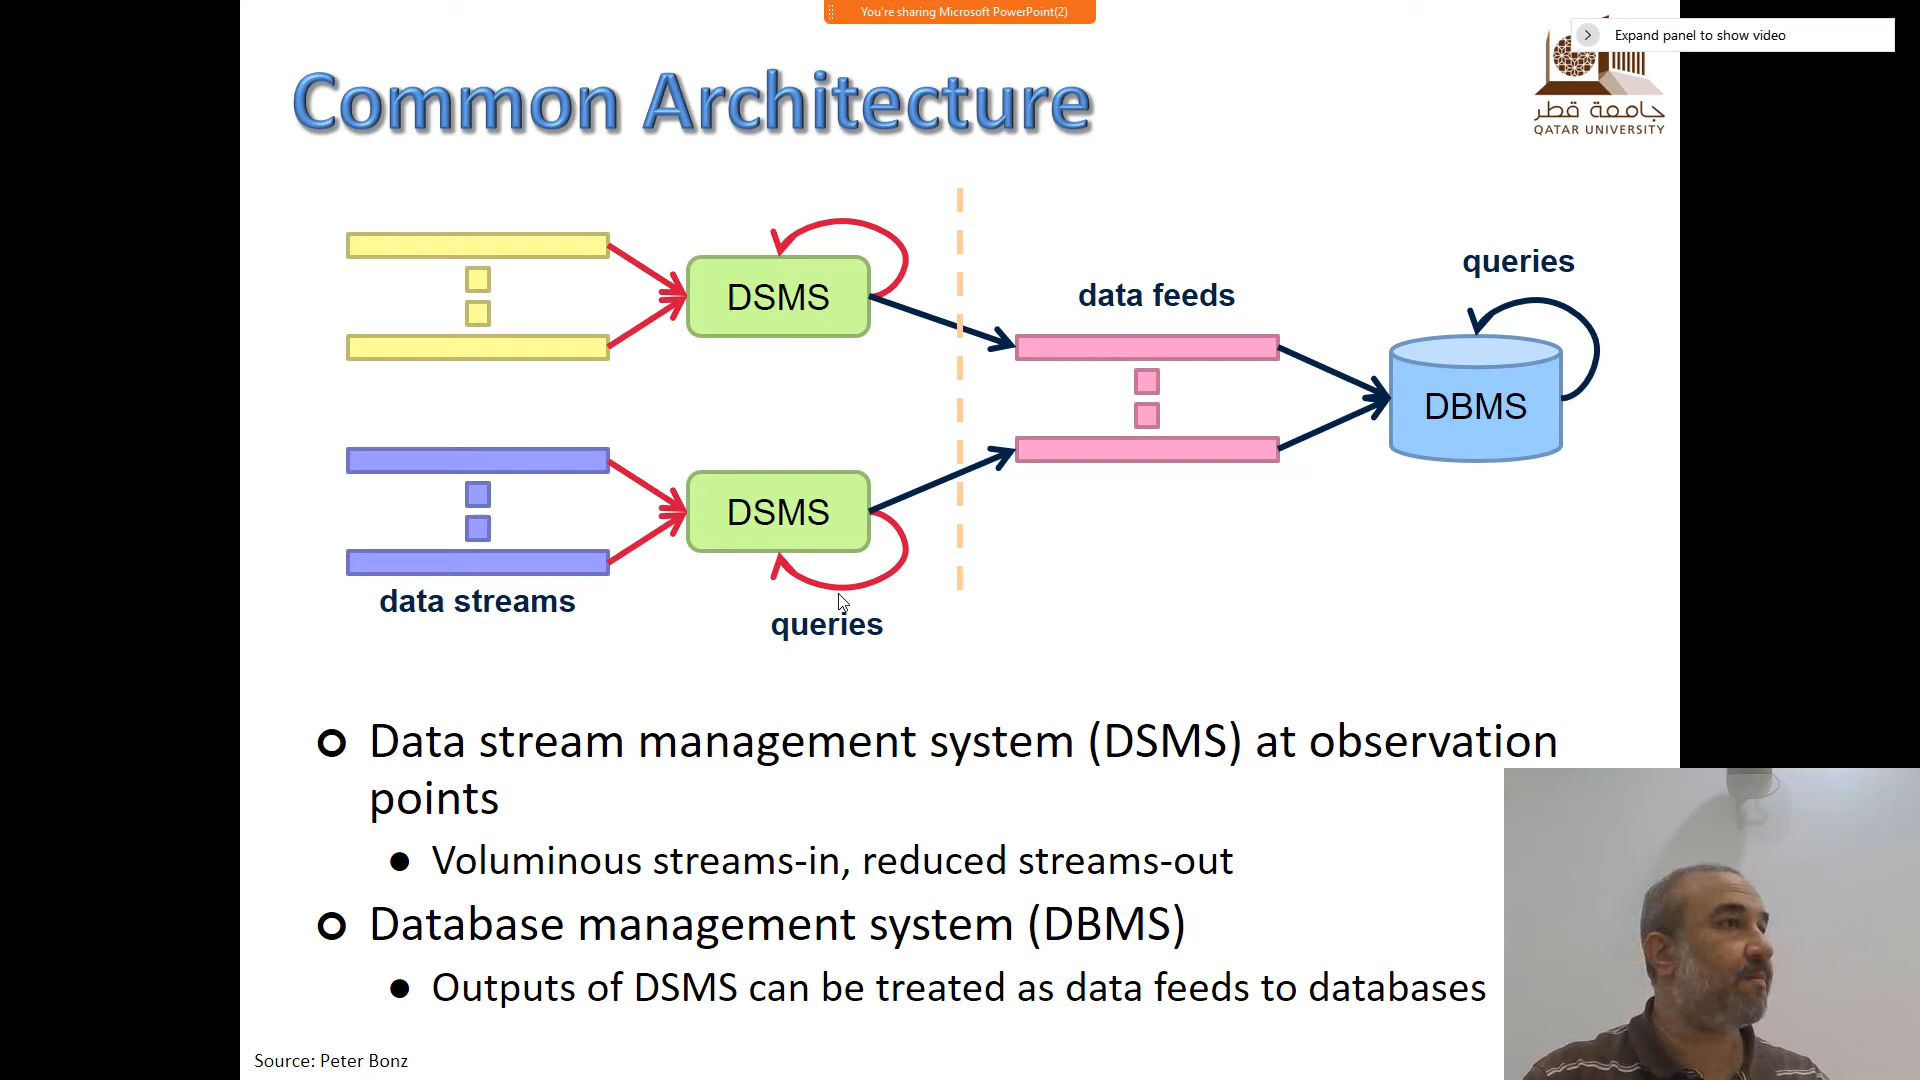 You're sharing Microsoft PowerPoint(2)
Expand panel to show video
Common Architecture
جامعة قطر
QATAR UNIVERSITY
queries
DSMS
data feeds
DBMS
DSMS
data streams
queries
Data stream management system (DSMS) at observation
points
Voluminous streams-in, reduced streams-out
Database management system (DBMS)
Outputs of DSMS can be treated as data feeds to databases
Source: Peter Bonz